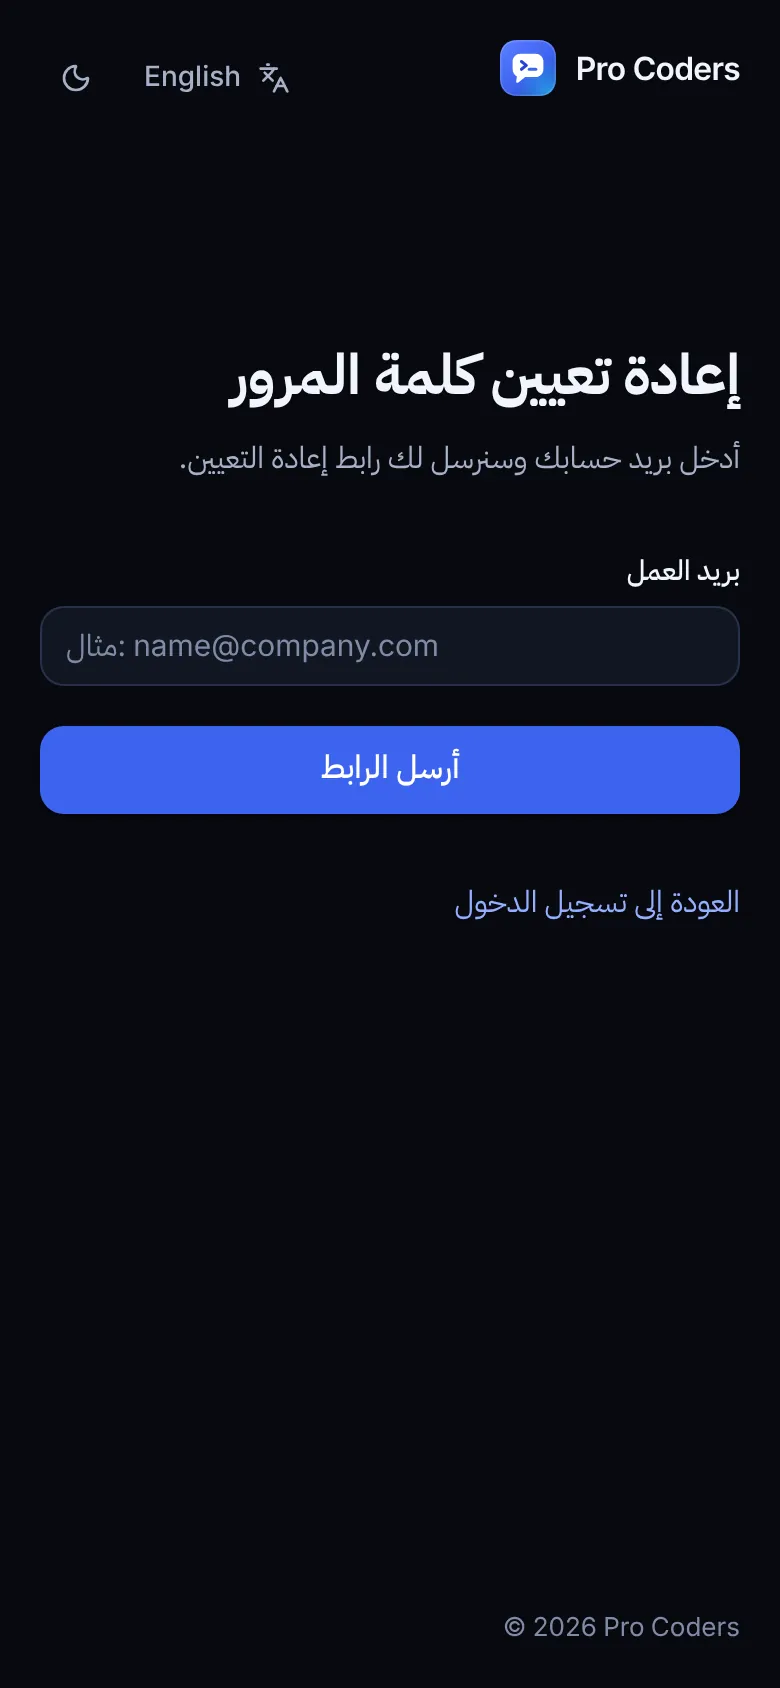 Pro Coders
English
إعادة تعيين كلمة المرور
أدخل بريد حسابك وسنرسل لك رابط إعادة التعيين.
بريد العمل
مثال: name@company.com
أرسل الرابط
العودة إلى تسجيل الدخول
© 2026 Pro Coders